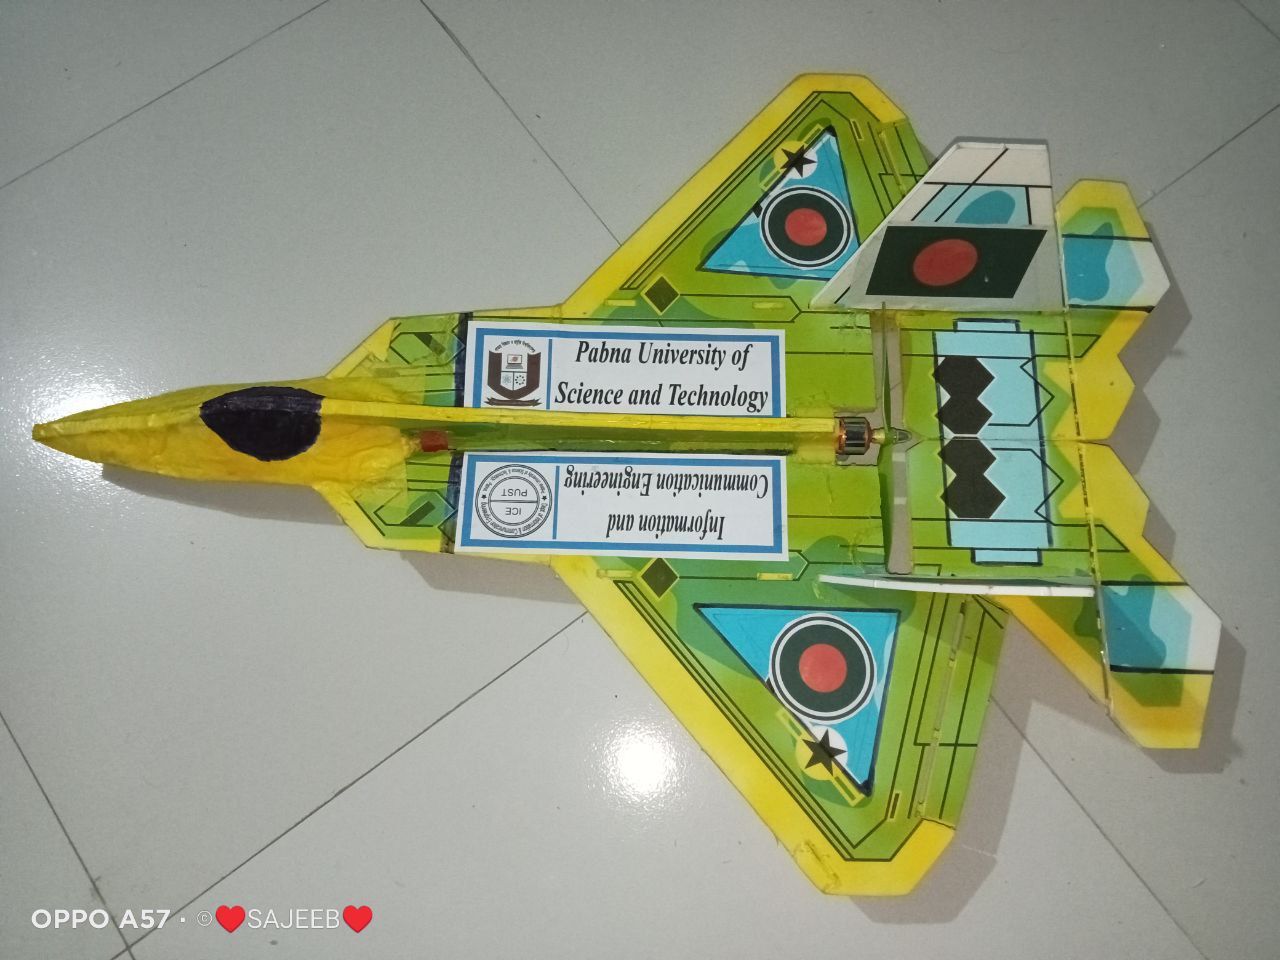 Pabna University of
Science and Technology
Information and
Communication Engineering
ICE
PUST
OPPO A57 · ©❤️SAJEEB❤️